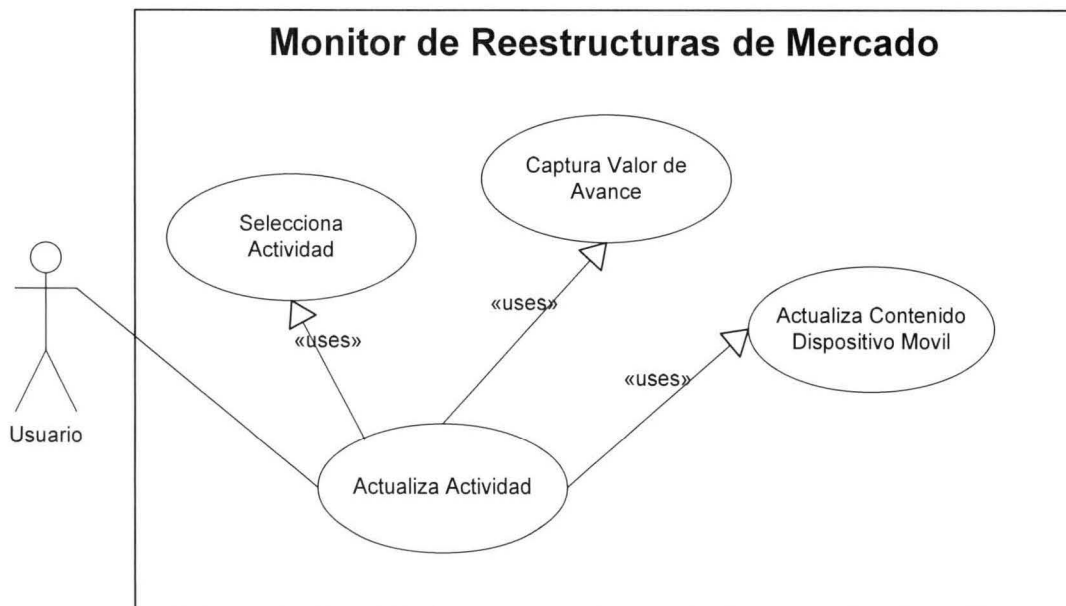 Monitor de Reestructuras de Mercado
Captura Valor de
Avance
Selecciona
Actividad
«uses»
Actualiza Contenido
Dispositivo Movil
«uses»
«uses»
Usuario
Actualiza Actividad